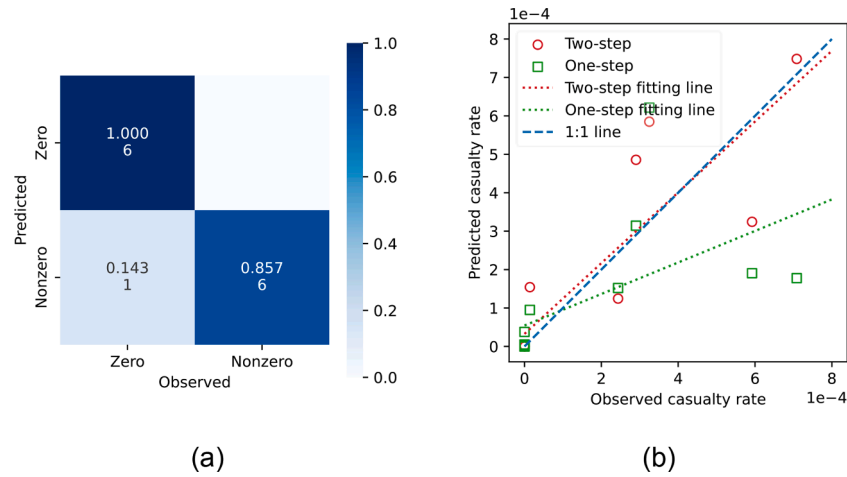 1.0
0.8
0.6
0.4
0.2
0.0
Predicted
Zero
Nonzero
1.000
6
0.143
1
0.857
6
Zero
Nonzero
Observed
(a)
1e−4
8
7
6
5
4
3
2
1
0
Predicted casualty rate
Two-step
One-step
Two-step fitting line
One-step fitting line
1:1 line
0
2
4
6
8
Observed casualty rate
1e−4
(b)